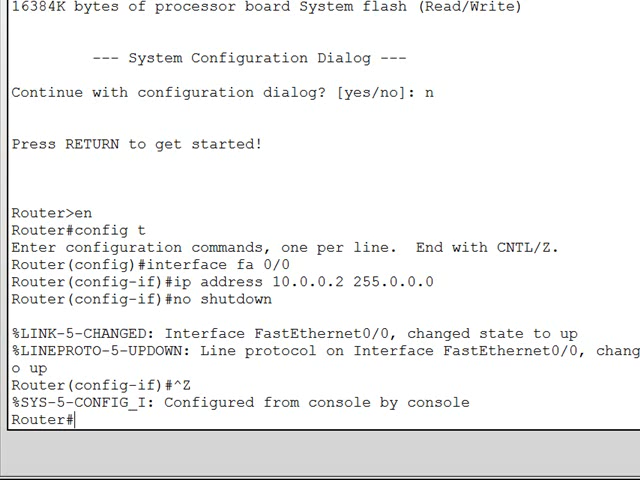 16384K bytes of processor board System flash (Read/Write)
--- System Configuration Dialog ---
Continue with configuration dialog? [yes/no]: n
Press RETURN to get started!
Router>en
Router#config t
Enter configuration commands, one per line.  End with CNTL/Z.
Router(config)#interface fa 0/0
Router(config-if)#ip address 10.0.0.2 255.0.0.0
Router(config-if)#no shutdown
%LINK-5-CHANGED: Interface FastEthernet0/0, changed state to up
%LINEPROTO-5-UPDOWN: Line protocol on Interface FastEthernet0/0, chang
o up
Router(config-if)#^Z
%SYS-5-CONFIG_I: Configured from console by console
Router#